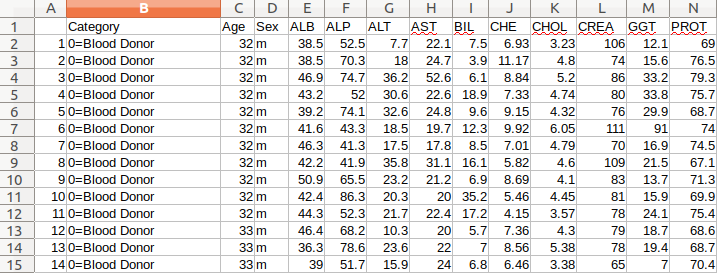 A B C D E F G H I J K L M N
1 Category Age Sex ALB ALP ALT AST BIL CHE CHOL CREA GGT PROT
2 1 0=Blood Donor 32 m 38.5 52.5 7.7 22.1 7.5 6.93 3.23 106 12.1 69
3 2 0=Blood Donor 32 m 38.5 70.3 18 24.7 3.9 11.17 4.8 74 15.6 76.5
4 3 0=Blood Donor 32 m 46.9 74.7 36.2 52.6 6.1 8.84 5.2 86 33.2 79.3
5 4 0=Blood Donor 32 m 43.2 52 30.6 22.6 18.9 7.33 4.74 80 33.8 75.7
6 5 0=Blood Donor 32 m 39.2 74.1 32.6 24.8 9.6 9.15 4.32 76 29.9 68.7
7 6 0=Blood Donor 32 m 41.6 43.3 18.5 19.7 12.3 9.92 6.05 111 91 74
8 7 0=Blood Donor 32 m 46.3 41.3 17.5 17.8 8.5 7.01 4.79 70 16.9 74.5
9 8 0=Blood Donor 32 m 42.2 41.9 35.8 31.1 16.1 5.82 4.6 109 21.5 67.1
10 9 0=Blood Donor 32 m 50.9 65.5 23.2 21.2 6.9 8.69 4.1 83 13.7 71.3
11 10 0=Blood Donor 32 m 42.4 86.3 20.3 20 35.2 5.46 4.45 81 15.9 69.9
12 11 0=Blood Donor 32 m 44.3 52.3 21.7 22.4 17.2 4.15 3.57 78 24.1 75.4
13 12 0=Blood Donor 33 m 46.4 68.2 10.3 20 5.7 7.36 4.3 79 18.7 68.6
14 13 0=Blood Donor 33 m 36.3 78.6 23.6 22 7 8.56 5.38 78 19.4 68.7
15 14 0=Blood Donor 33 m 39 51.7 15.9 24 6.8 6.46 3.38 65 7 70.4